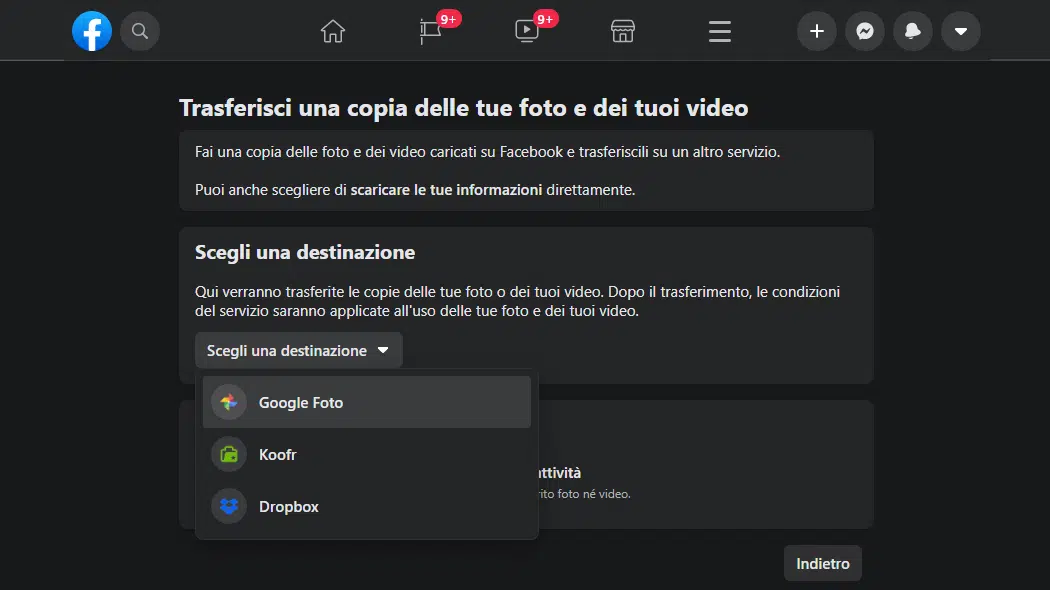 9+
9+
Trasferisci una copia delle tue foto e dei tuoi video
Fai una copia delle foto e dei video caricati su Facebook e trasferiscili su un altro servizio.
Puoi anche scegliere di scaricare le tue informazioni direttamente.
Scegli una destinazione
Qui verranno trasferite le copie delle tue foto o dei tuoi video. Dopo il trasferimento, le condizioni
del servizio saranno applicate all'uso delle tue foto e dei tuoi video.
Scegli una destinazione
Google Foto
Koofr
attività
foto né video.
Dropbox
Indietro